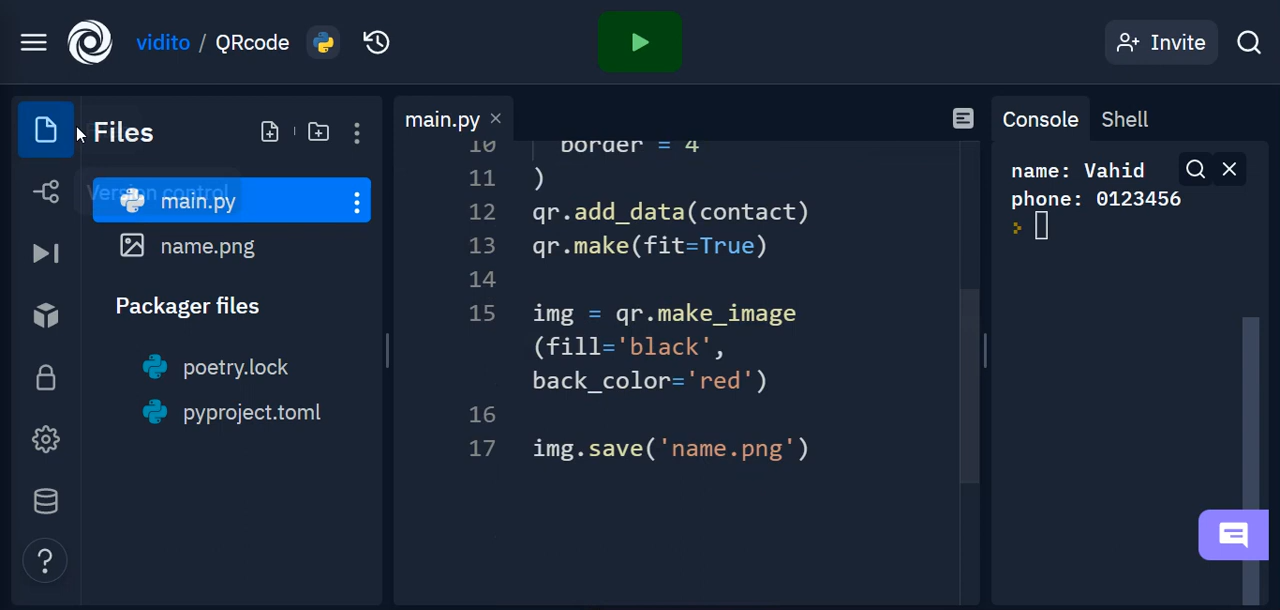 vidito / QRcode
Invite
Files
Version control
main.py
name.png
Packager files
poetry.lock
pyproject.toml
main.py ×
10 border = 4
11 )
12 qr.add_data(contact)
13 qr.make(fit=True)
14
15 img = qr.make_image
(fill='black',
back_color='red')
16
17 img.save('name.png')
Console Shell
name: Vahid
phone: 0123456
?